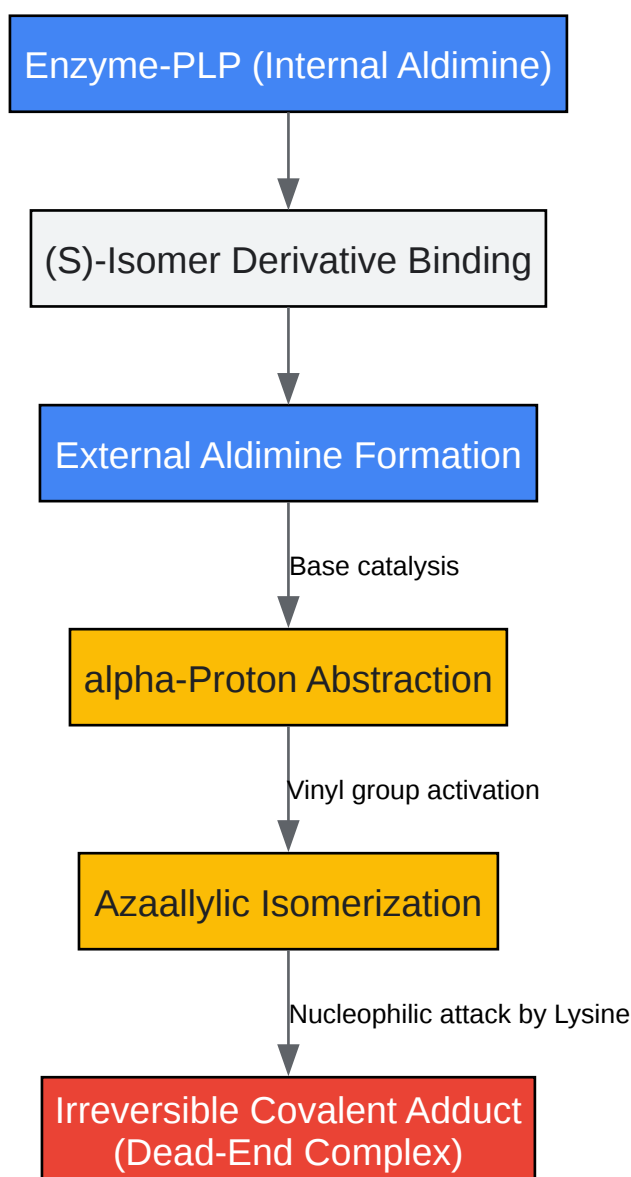 Enzyme-PLP (Internal Aldimine)
(S)-Isomer Derivative Binding
External Aldimine Formation
Base catalysis
alpha-Proton Abstraction
Vinyl group activation
Azaallylic Isomerization
Nucleophilic attack by Lysine
Irreversible Covalent Adduct
(Dead-End Complex)